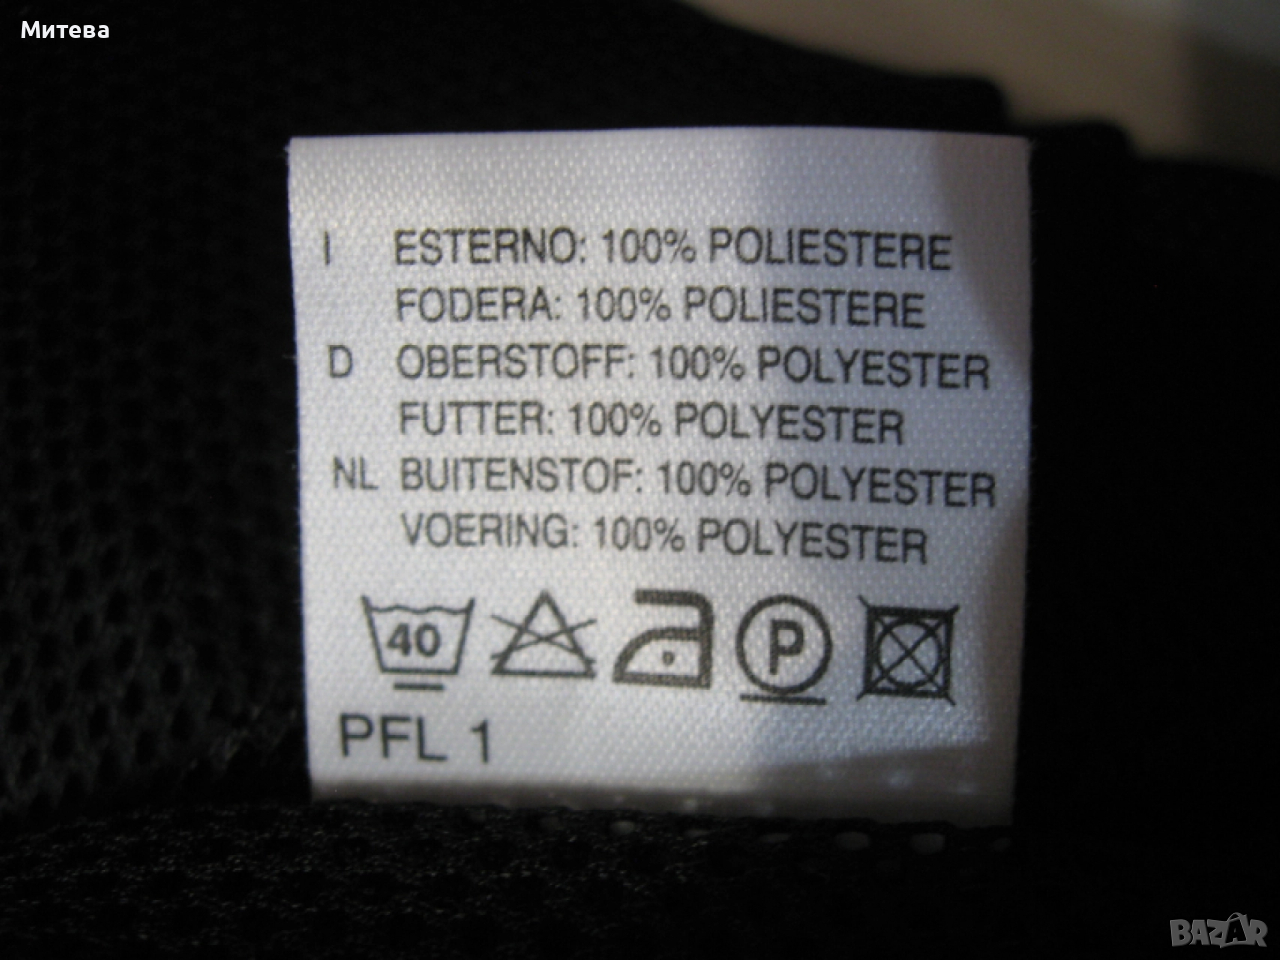 Митева
I ESTERNO: 100% POLIESTERE
FODERA: 100% POLIESTERE
D OBERSTOFF: 100% POLYESTER
FUTTER: 100% POLYESTER
NL BUITENSTOF: 100% POLYESTER
VOERING: 100% POLYESTER
40 P
PFL 1
BAZAR